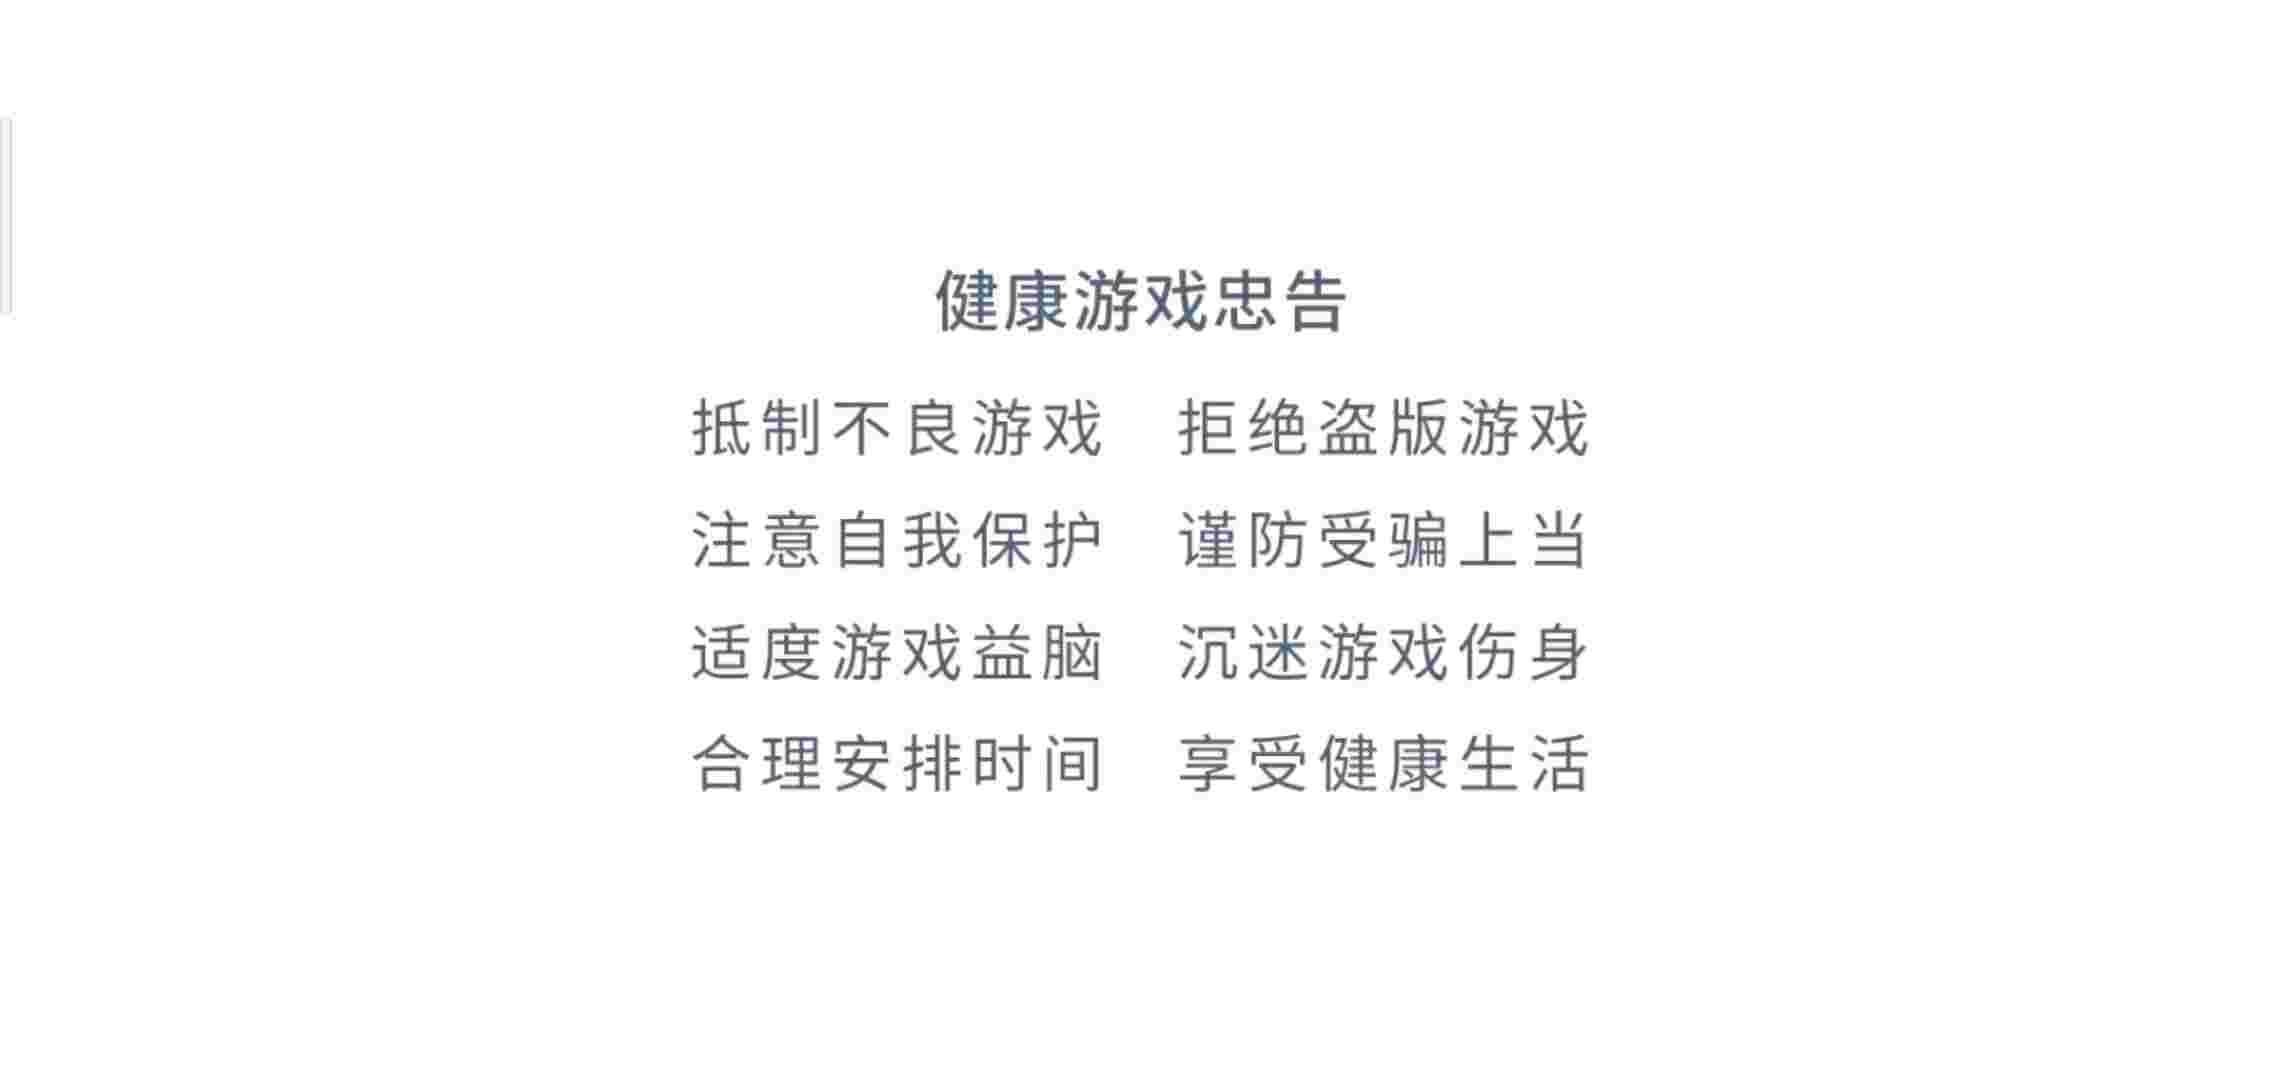 健康游戏忠告
抵制不良游戏 拒绝盗版游戏
注意自我保护 谨防受骗上当
适度游戏益脑 沉迷游戏伤身
合理安排时间 享受健康生活